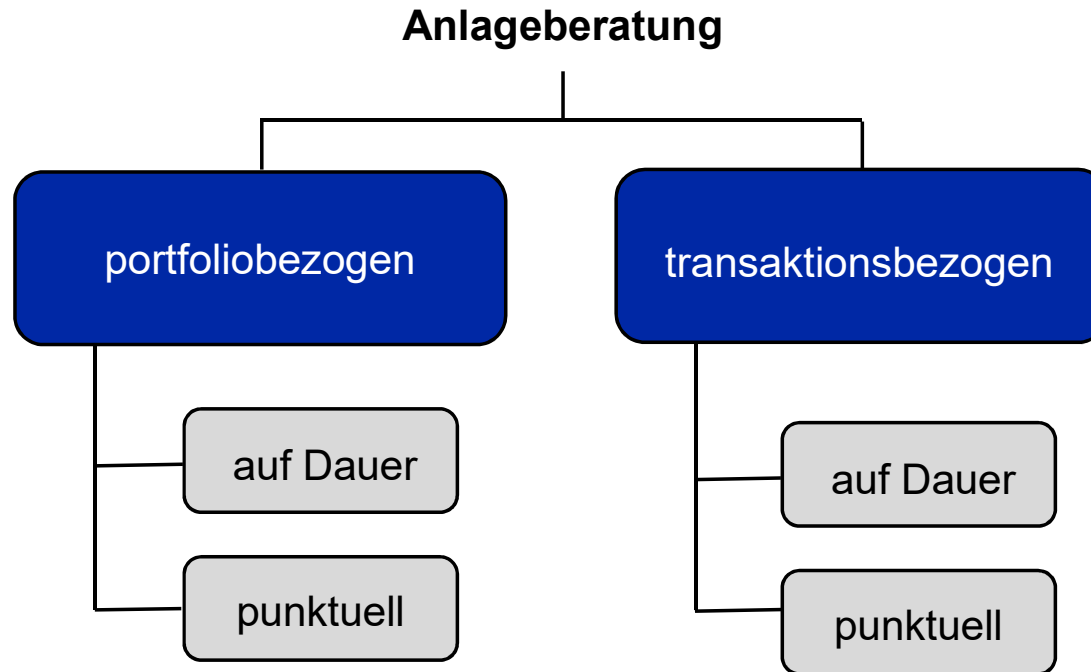 Anlageberatung
portfoliobezogen
auf Dauer
punktuell
transaktionsbezogen
auf Dauer
punktuell